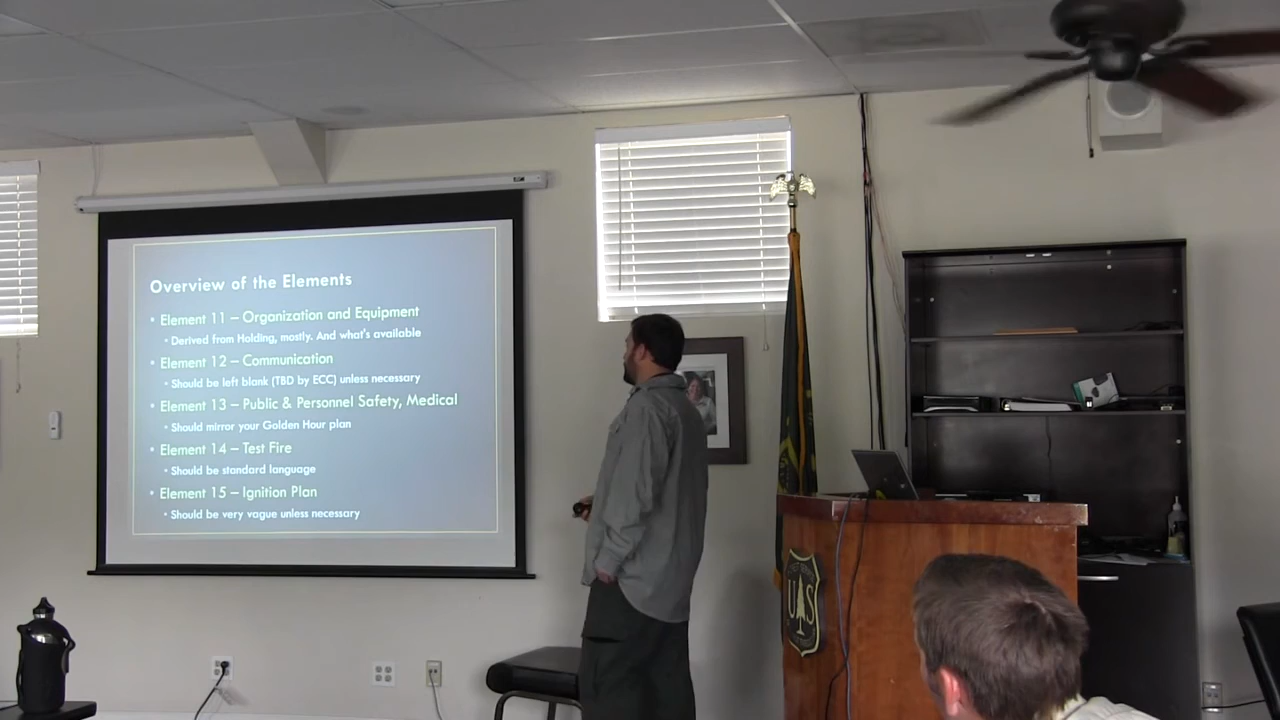 Overview of the Elements
• Element 11 – Organization and Equipment
• Derived from Holding, mostly. And what's available
• Element 12 – Communication
• Should be left blank (TBD by ECC) unless necessary
• Element 13 – Public & Personnel Safety, Medical
• Should mirror your Golden Hour plan
• Element 14 – Test Fire
• Should be standard language
• Element 15 – Ignition Plan
• Should be very vague unless necessary
U S